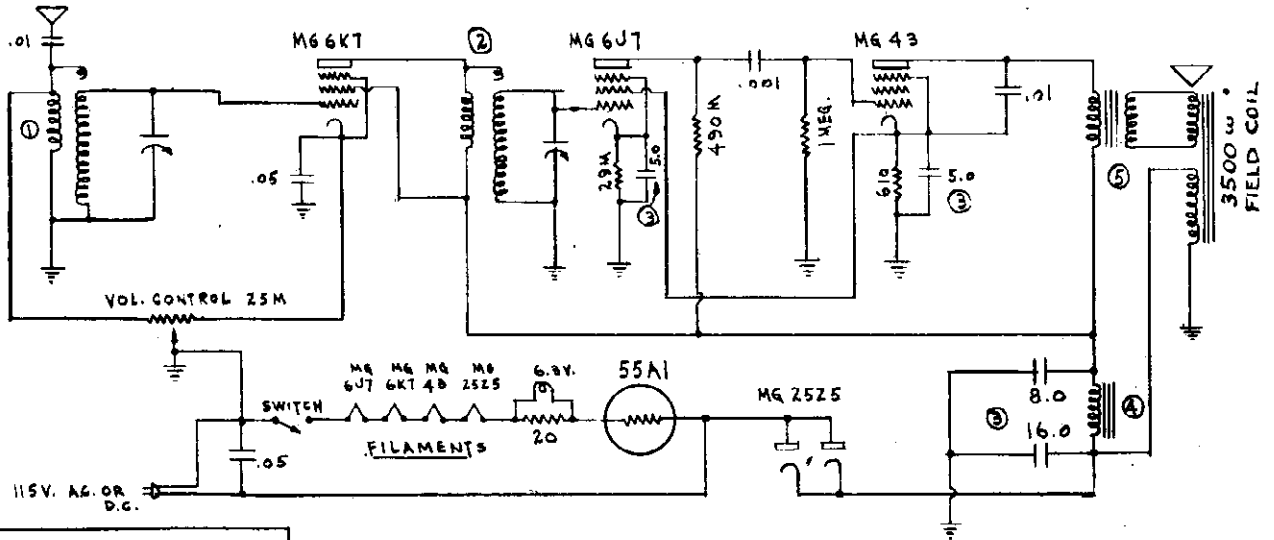 .01
MG 6K7
②
MG 6J7
MG 43
.001
.01
①
490M
1 MEG.
⑤
3500 ω.
FIELD COIL
.05
29M
5.0
③
610
5.0
③
VOL. CONTROL 25M
MG 6J7
MG 6K7
MG 43
MG 25Z5
6.3V.
55A1
MG 25Z5
SWITCH
FILAMENTS
20
③
8.0
④
16.0
.05
115V. A.C. OR
D.C.